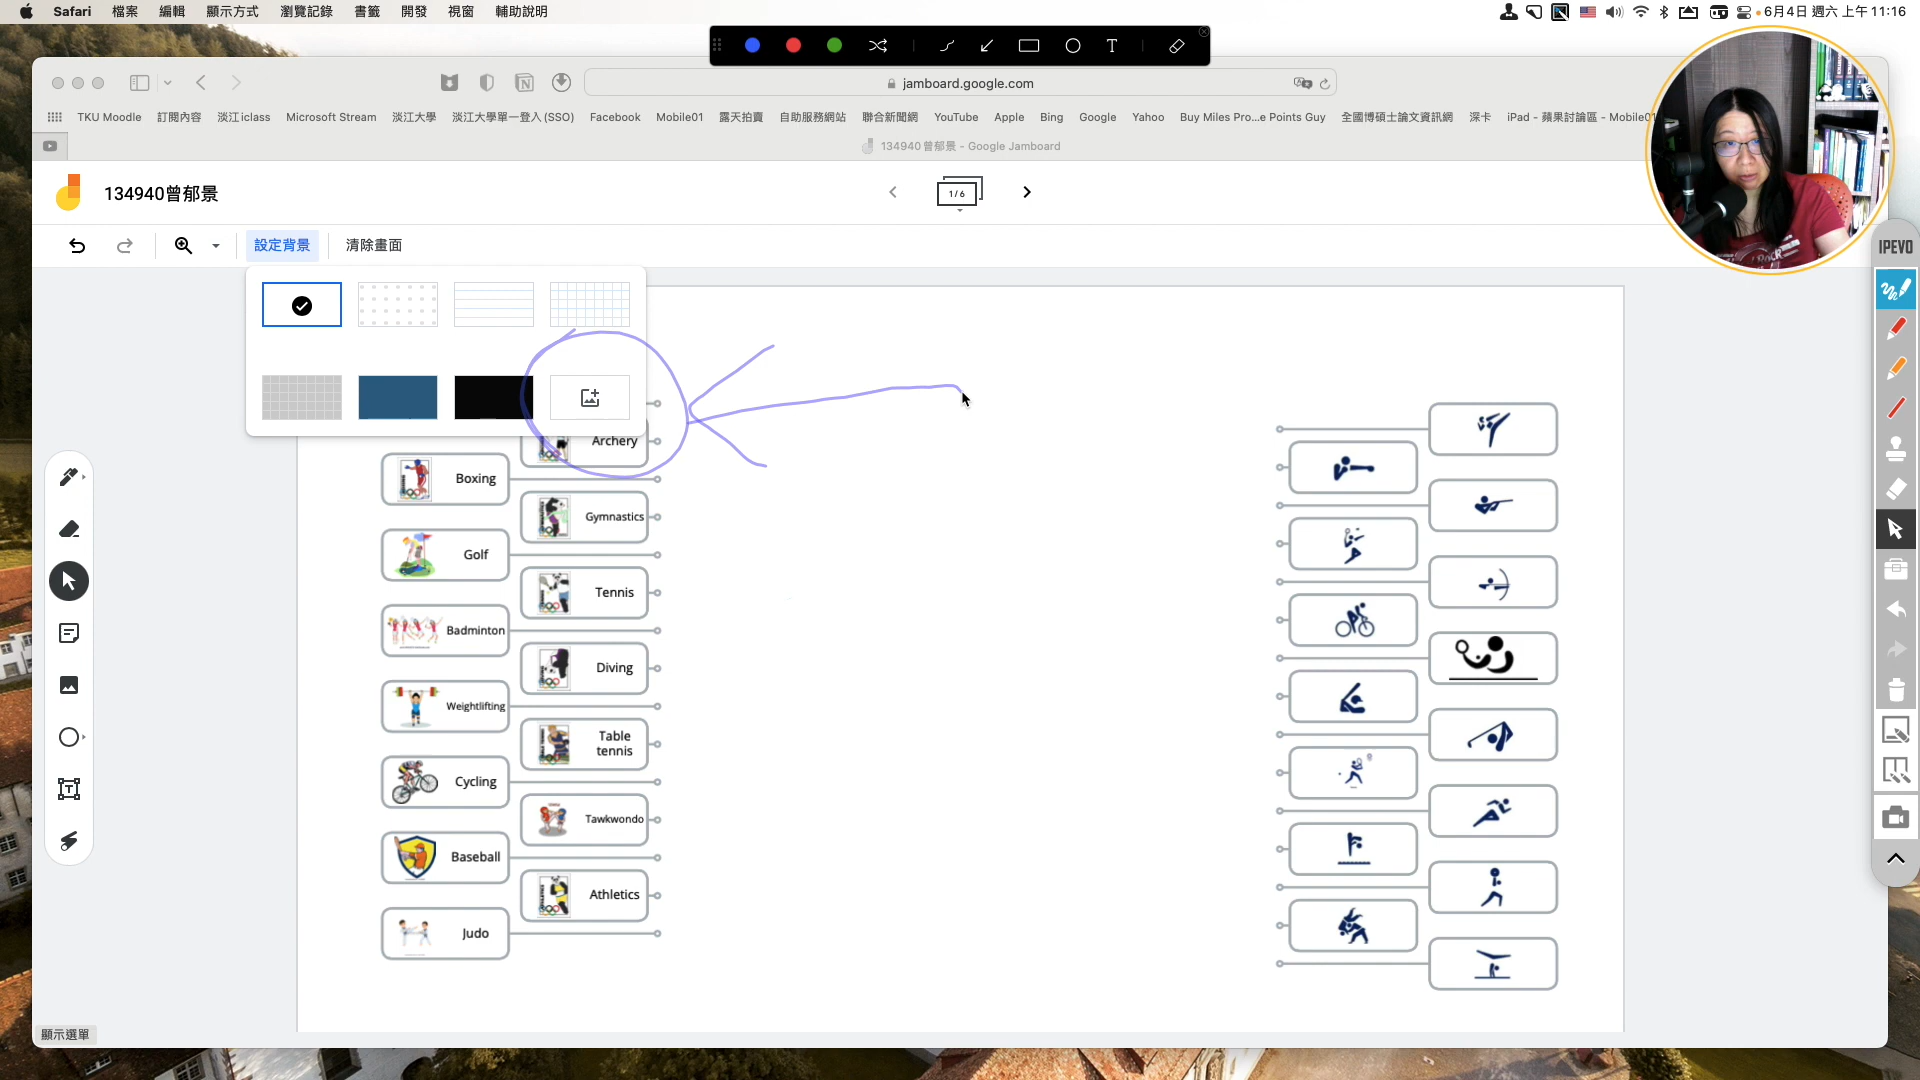 Safari 檔案 編輯 顯示方式 瀏覽記錄 書籤 開發 視窗 輔助說明
6月4日 週六 上午11:16
T
jamboard.google.com
TKU Moodle 訂閱內容 淡江iclass Microsoft Stream 淡江大學 淡江大學單一登入 (SSO) Facebook Mobile01 露天拍賣 自助服務網站 聯合新聞網 YouTube Apple Bing Google Yahoo Buy Miles Pro...e Points Guy 全國博碩士論文資訊網 深卡 iPad - 蘋果討論區 - Mobile01
134940曾郁景 - Google Jamboard
134940曾郁景
1/6
設定背景 清除畫面
IPEVO
Archery
Boxing
Gymnastics
Golf
Tennis
Badminton
Diving
Weightlifting
Table
tennis
Cycling
Tawkwondo
Baseball
Athletics
Judo
顯示選單